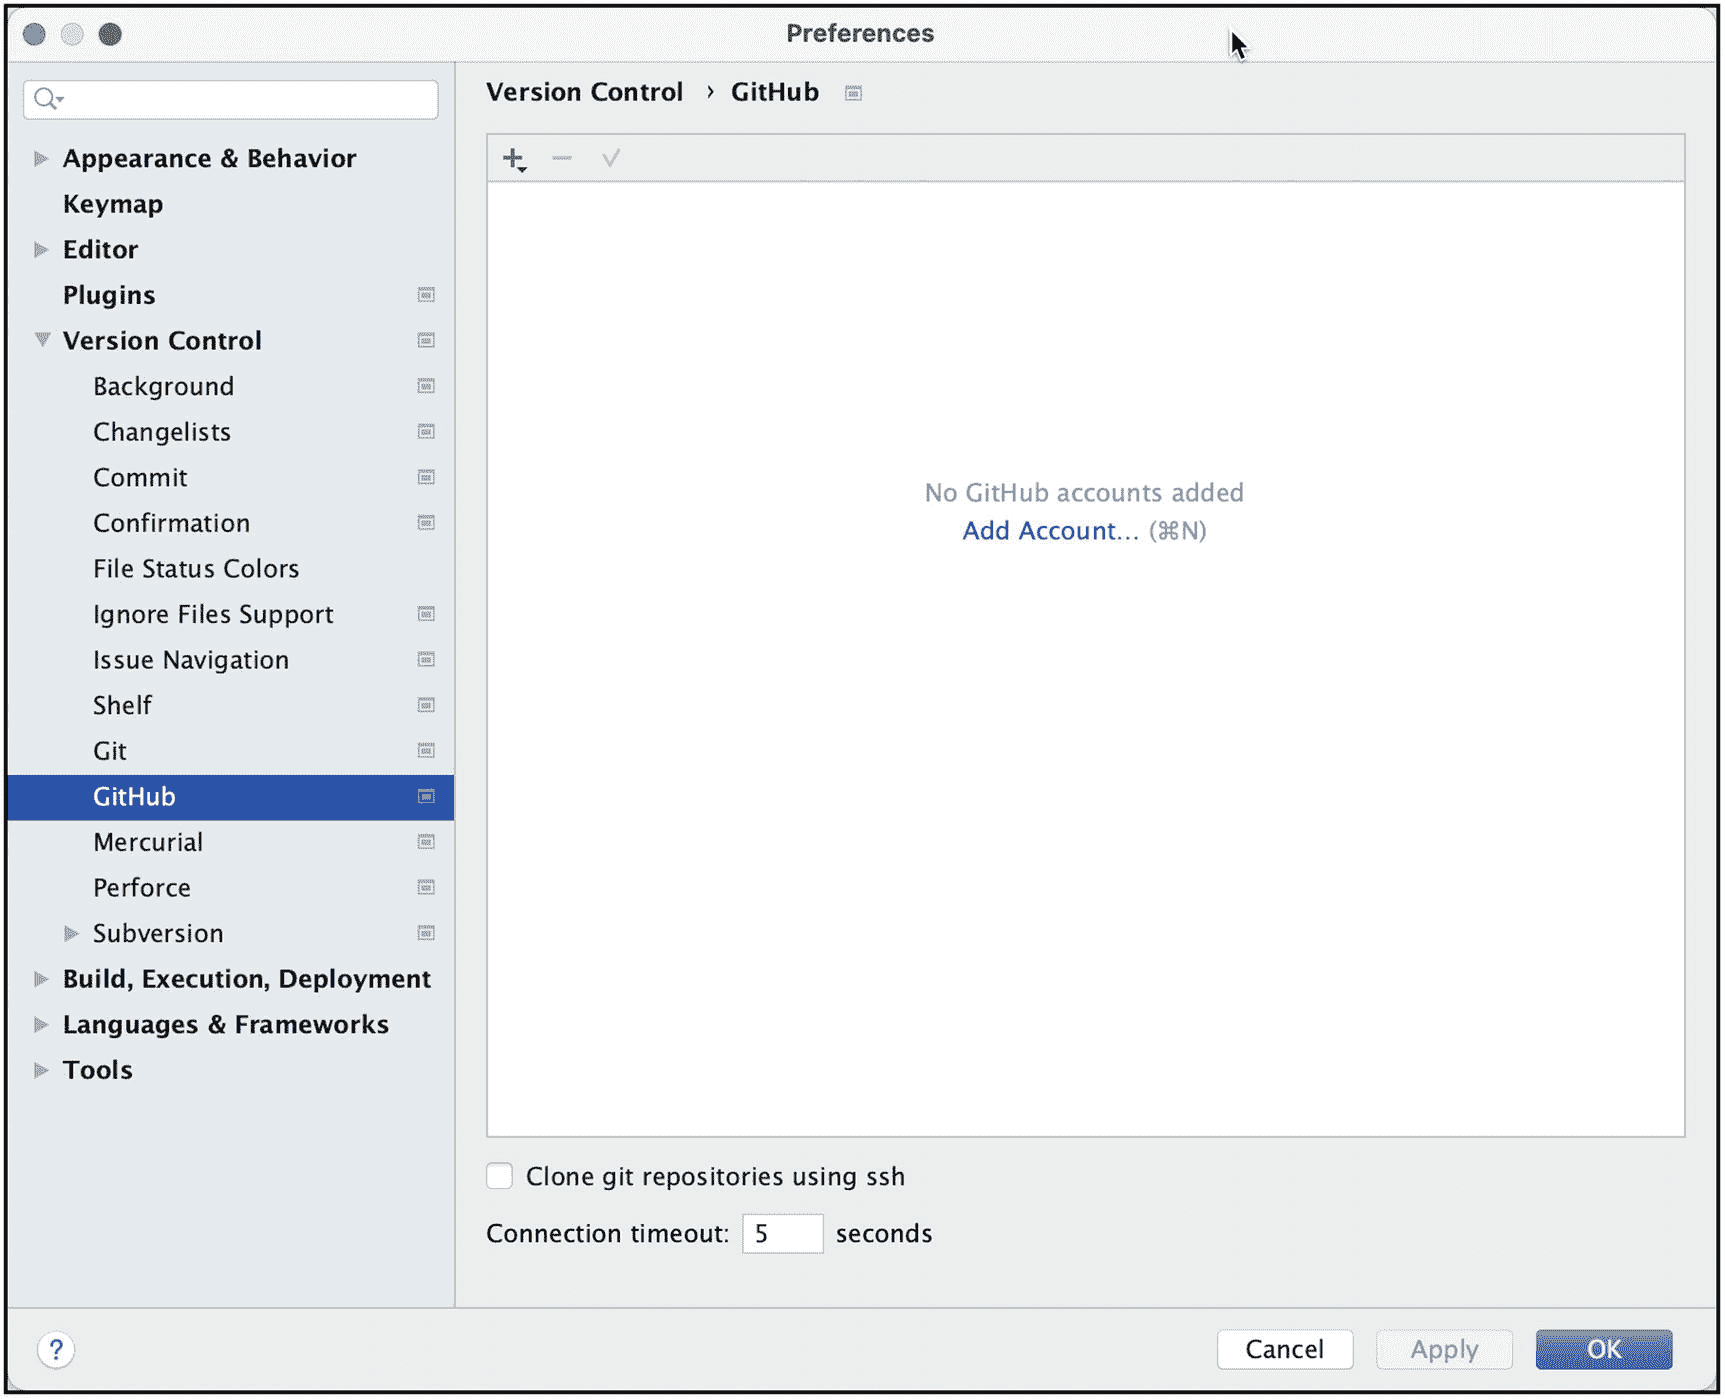 Preferences
Version Control › GitHub
Appearance & Behavior
Keymap
Editor
Plugins
Version Control
Background
Changelists
Commit
Confirmation
File Status Colors
Ignore Files Support
Issue Navigation
Shelf
Git
GitHub
Mercurial
Perforce
Subversion
Build, Execution, Deployment
Languages & Frameworks
Tools
No GitHub accounts added
Add Account... (⌘N)
Clone git repositories using ssh
Connection timeout: 5 seconds
?
Cancel
Apply
OK